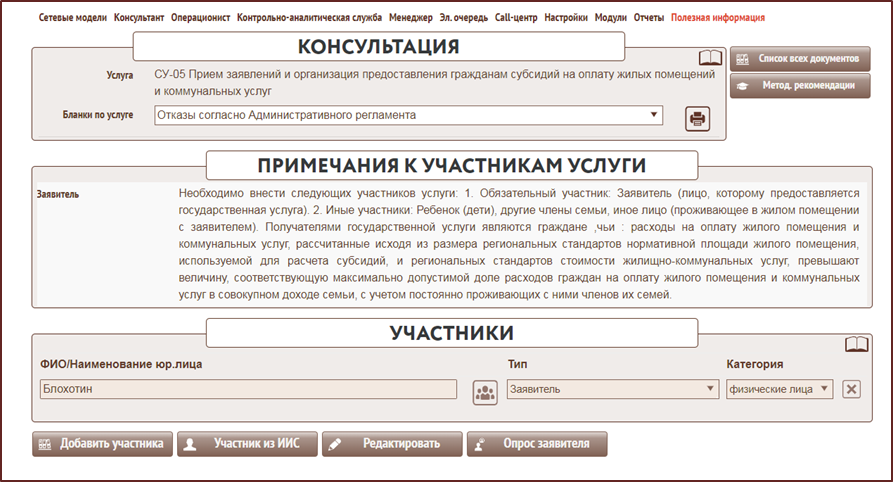 Сетевые модели Консультант Операционист Контрольно-аналитическая служба Менеджер Эл. очередь Call-центр Настройки Модули Отчеты Полезная информация
КОНСУЛЬТАЦИЯ
Услуга СУ-05 Прием заявлений и организация предоставления гражданам субсидий на оплату жилых помещений
и коммунальных услуг
Бланки по услуге Отказы согласно Административного регламента
Список всех документов
Метод. рекомендации
ПРИМЕЧАНИЯ К УЧАСТНИКАМ УСЛУГИ
Заявитель Необходимо внести следующих участников услуги: 1. Обязательный участник: Заявитель (лицо, которому предоставляется
государственная услуга). 2. Иные участники: Ребенок (дети), другие члены семьи, иное лицо (проживающее в жилом помещении
с заявителем). Получателями государственной услуги являются граждане ,чьи : расходы на оплату жилого помещения и
коммунальных услуг, рассчитанные исходя из размера региональных стандартов нормативной площади жилого помещения,
используемой для расчета субсидий, и региональных стандартов стоимости жилищно-коммунальных услуг, превышают
величину, соответствующую максимально допустимой доле расходов граждан на оплату жилого помещения и коммунальных
услуг в совокупном доходе семьи, с учетом постоянно проживающих с ними членов их семей.
УЧАСТНИКИ
ФИО/Наименование юр.лица Тип Категория
Блохотин Заявитель физические лица
Добавить участника Участник из ИИС Редактировать Опрос заявителя